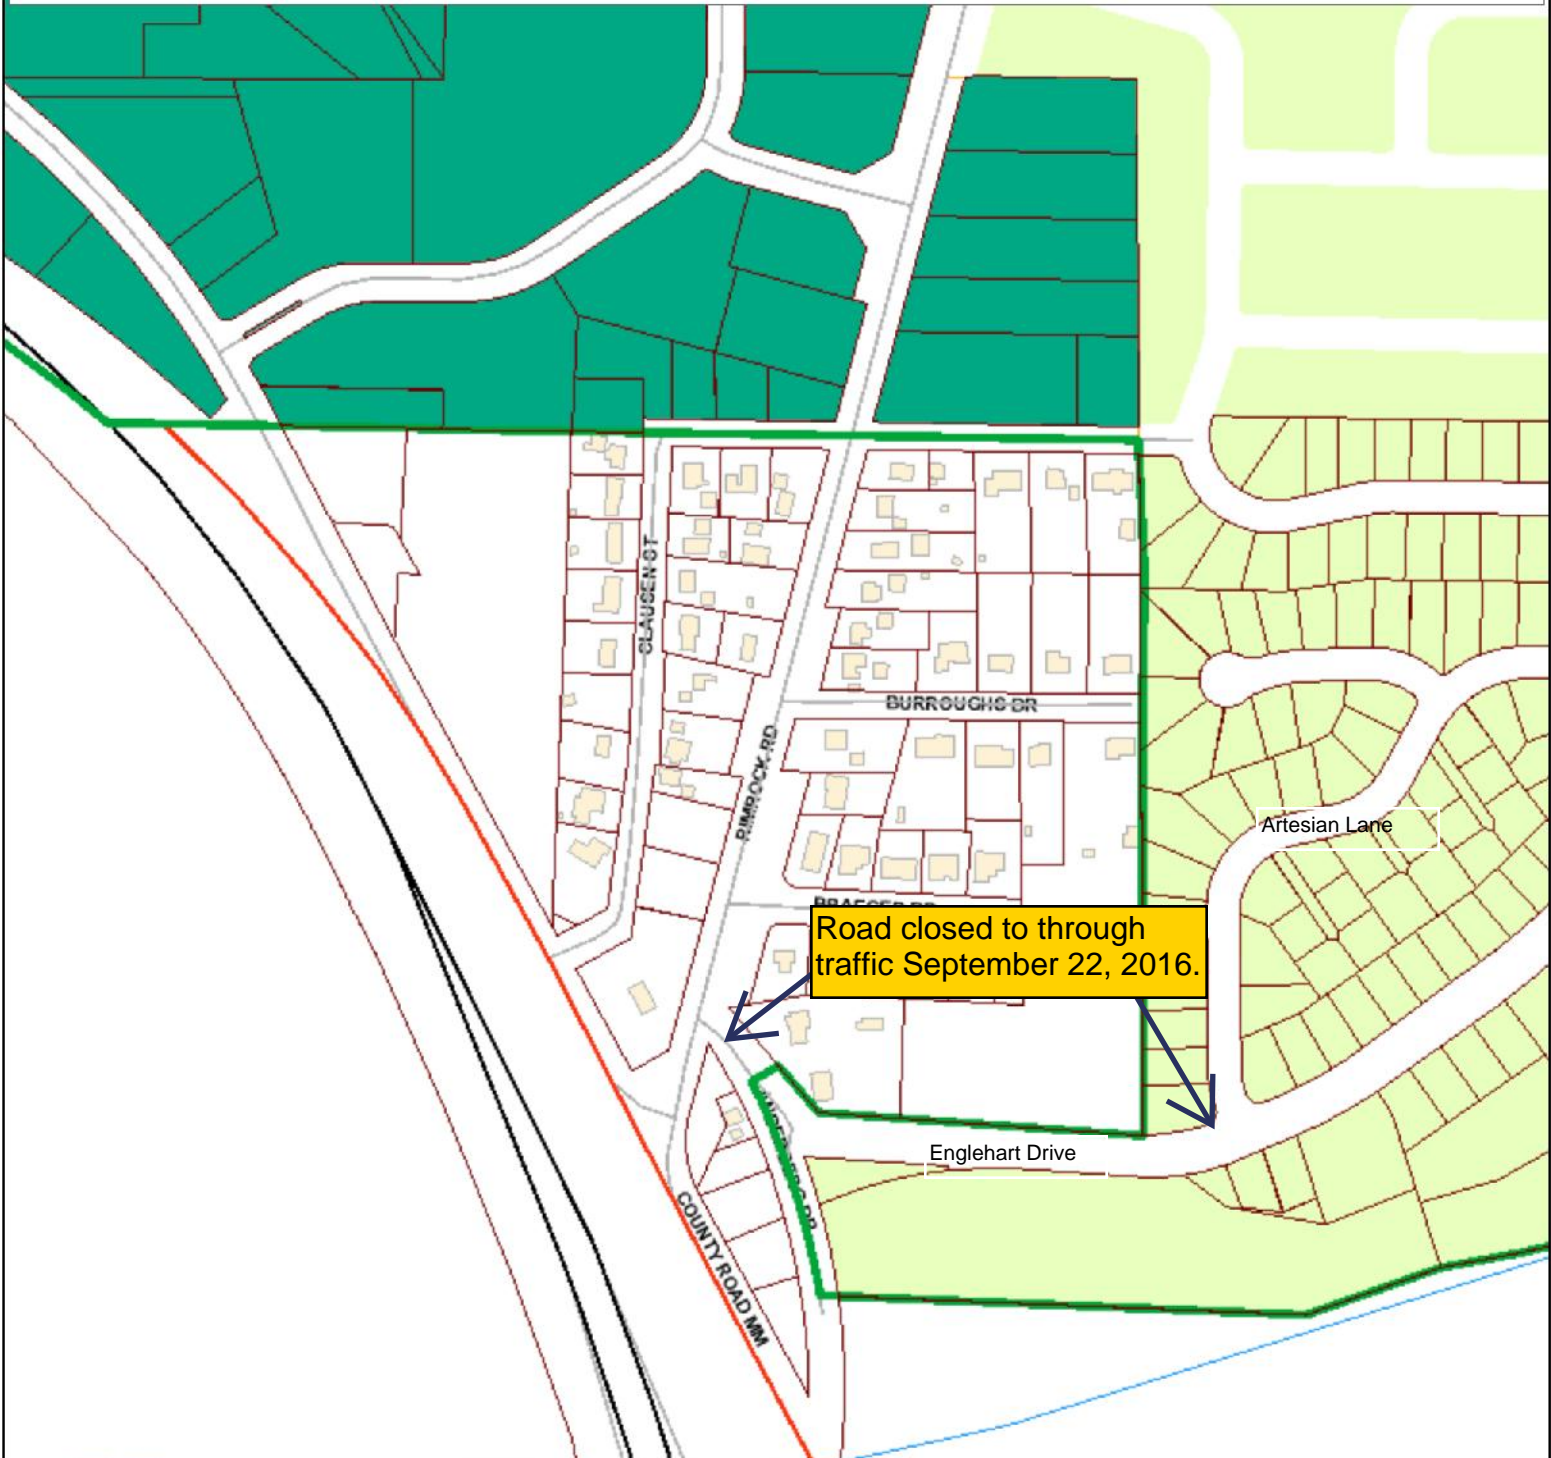 CLAUSEN CT
BURROUGHS DR
RIMROCK RD
Artesian Lane
Road closed to through
traffic September 22, 2016.
Englehart Drive
COUNTY ROAD MM